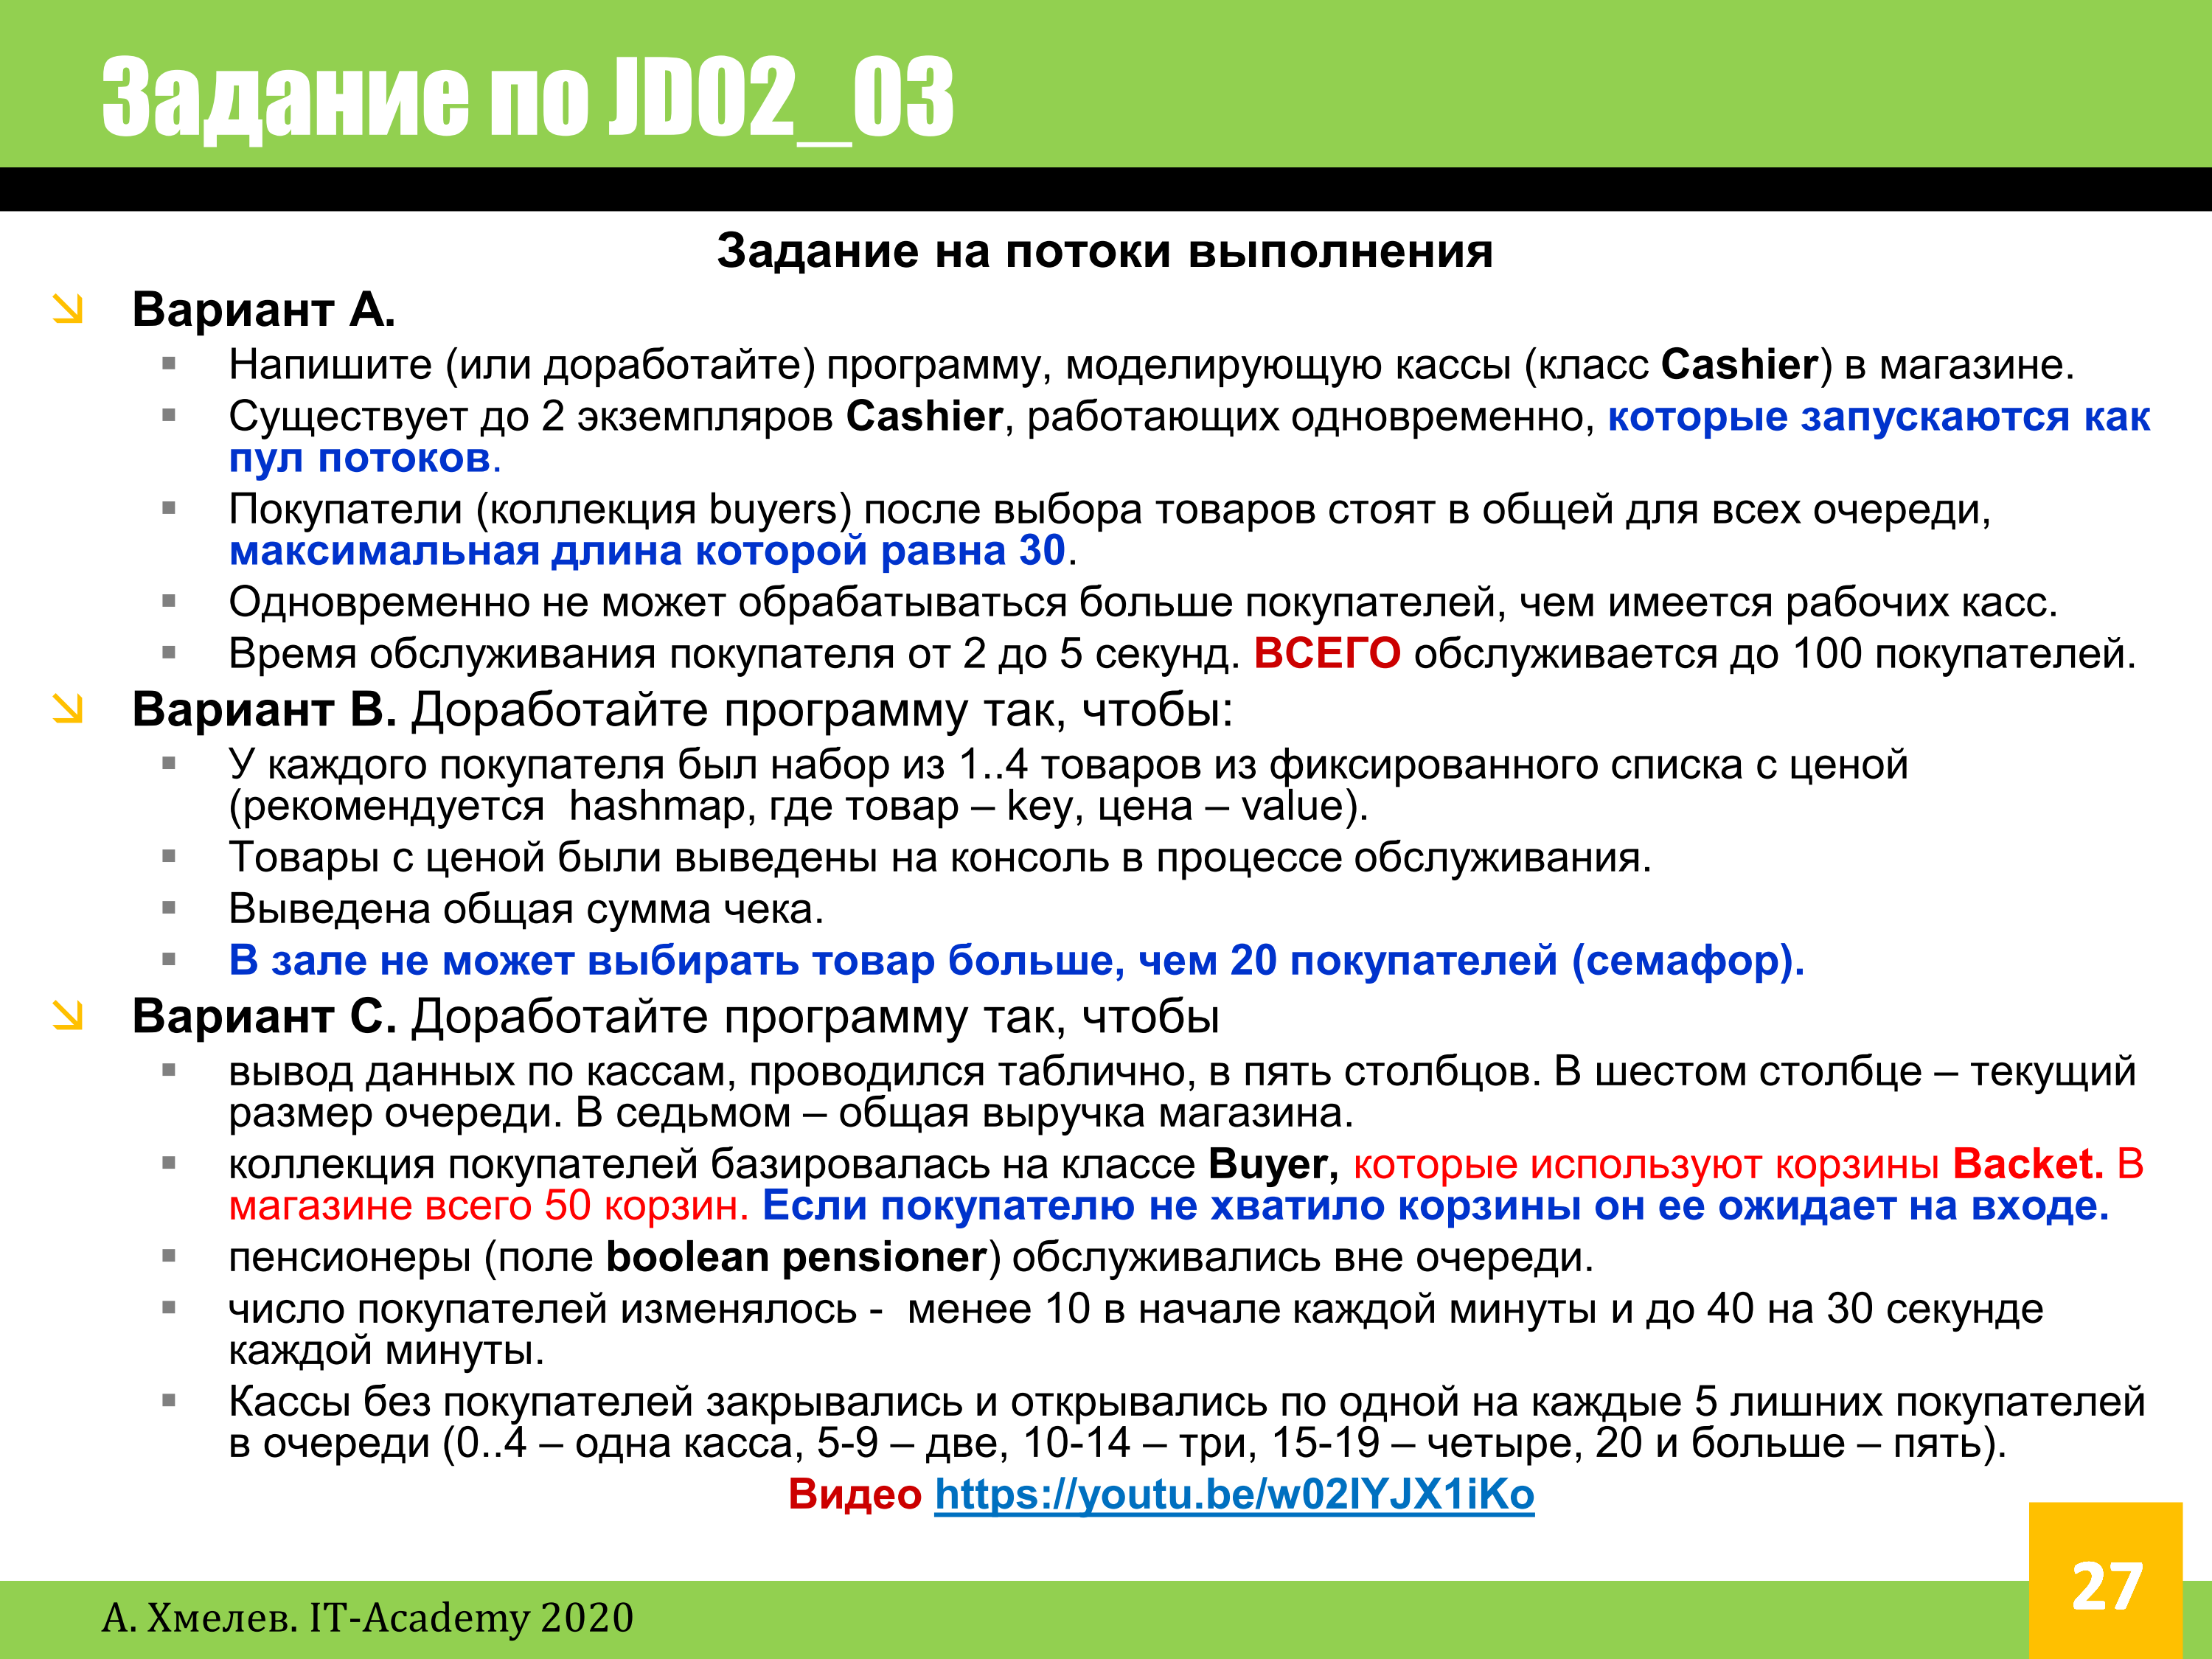 Задание по JD02_03
Задание на потоки выполнения
Вариант A.
Напишите (или доработайте) программу, моделирующую кассы (класс Cashier) в магазине.
Существует до 2 экземпляров Cashier, работающих одновременно, которые запускаются как
пул потоков.
Покупатели (коллекция buyers) после выбора товаров стоят в общей для всех очереди,
максимальная длина которой равна 30.
Одновременно не может обрабатываться больше покупателей, чем имеется рабочих касс.
Время обслуживания покупателя от 2 до 5 секунд. ВСЕГО обслуживается до 100 покупателей.
Вариант B. Доработайте программу так, чтобы:
У каждого покупателя был набор из 1..4 товаров из фиксированного списка с ценой
(рекомендуется hashmap, где товар – key, цена – value).
Товары с ценой были выведены на консоль в процессе обслуживания.
Выведена общая сумма чека.
В зале не может выбирать товар больше, чем 20 покупателей (семафор).
Вариант C. Доработайте программу так, чтобы
вывод данных по кассам, проводился таблично, в пять столбцов. В шестом столбце – текущий
размер очереди. В седьмом – общая выручка магазина.
коллекция покупателей базировалась на классе Buyer, которые используют корзины Backet. В
магазине всего 50 корзин. Если покупателю не хватило корзины он ее ожидает на входе.
пенсионеры (поле boolean pensioner) обслуживались вне очереди.
число покупателей изменялось - менее 10 в начале каждой минуты и до 40 на 30 секунде
каждой минуты.
Кассы без покупателей закрывались и открывались по одной на каждые 5 лишних покупателей
в очереди (0..4 – одна касса, 5-9 – две, 10-14 – три, 15-19 – четыре, 20 и больше – пять).
Видео https://youtu.be/w02IYJX1iKo
27
А. Хмелев. IT-Academy 2020